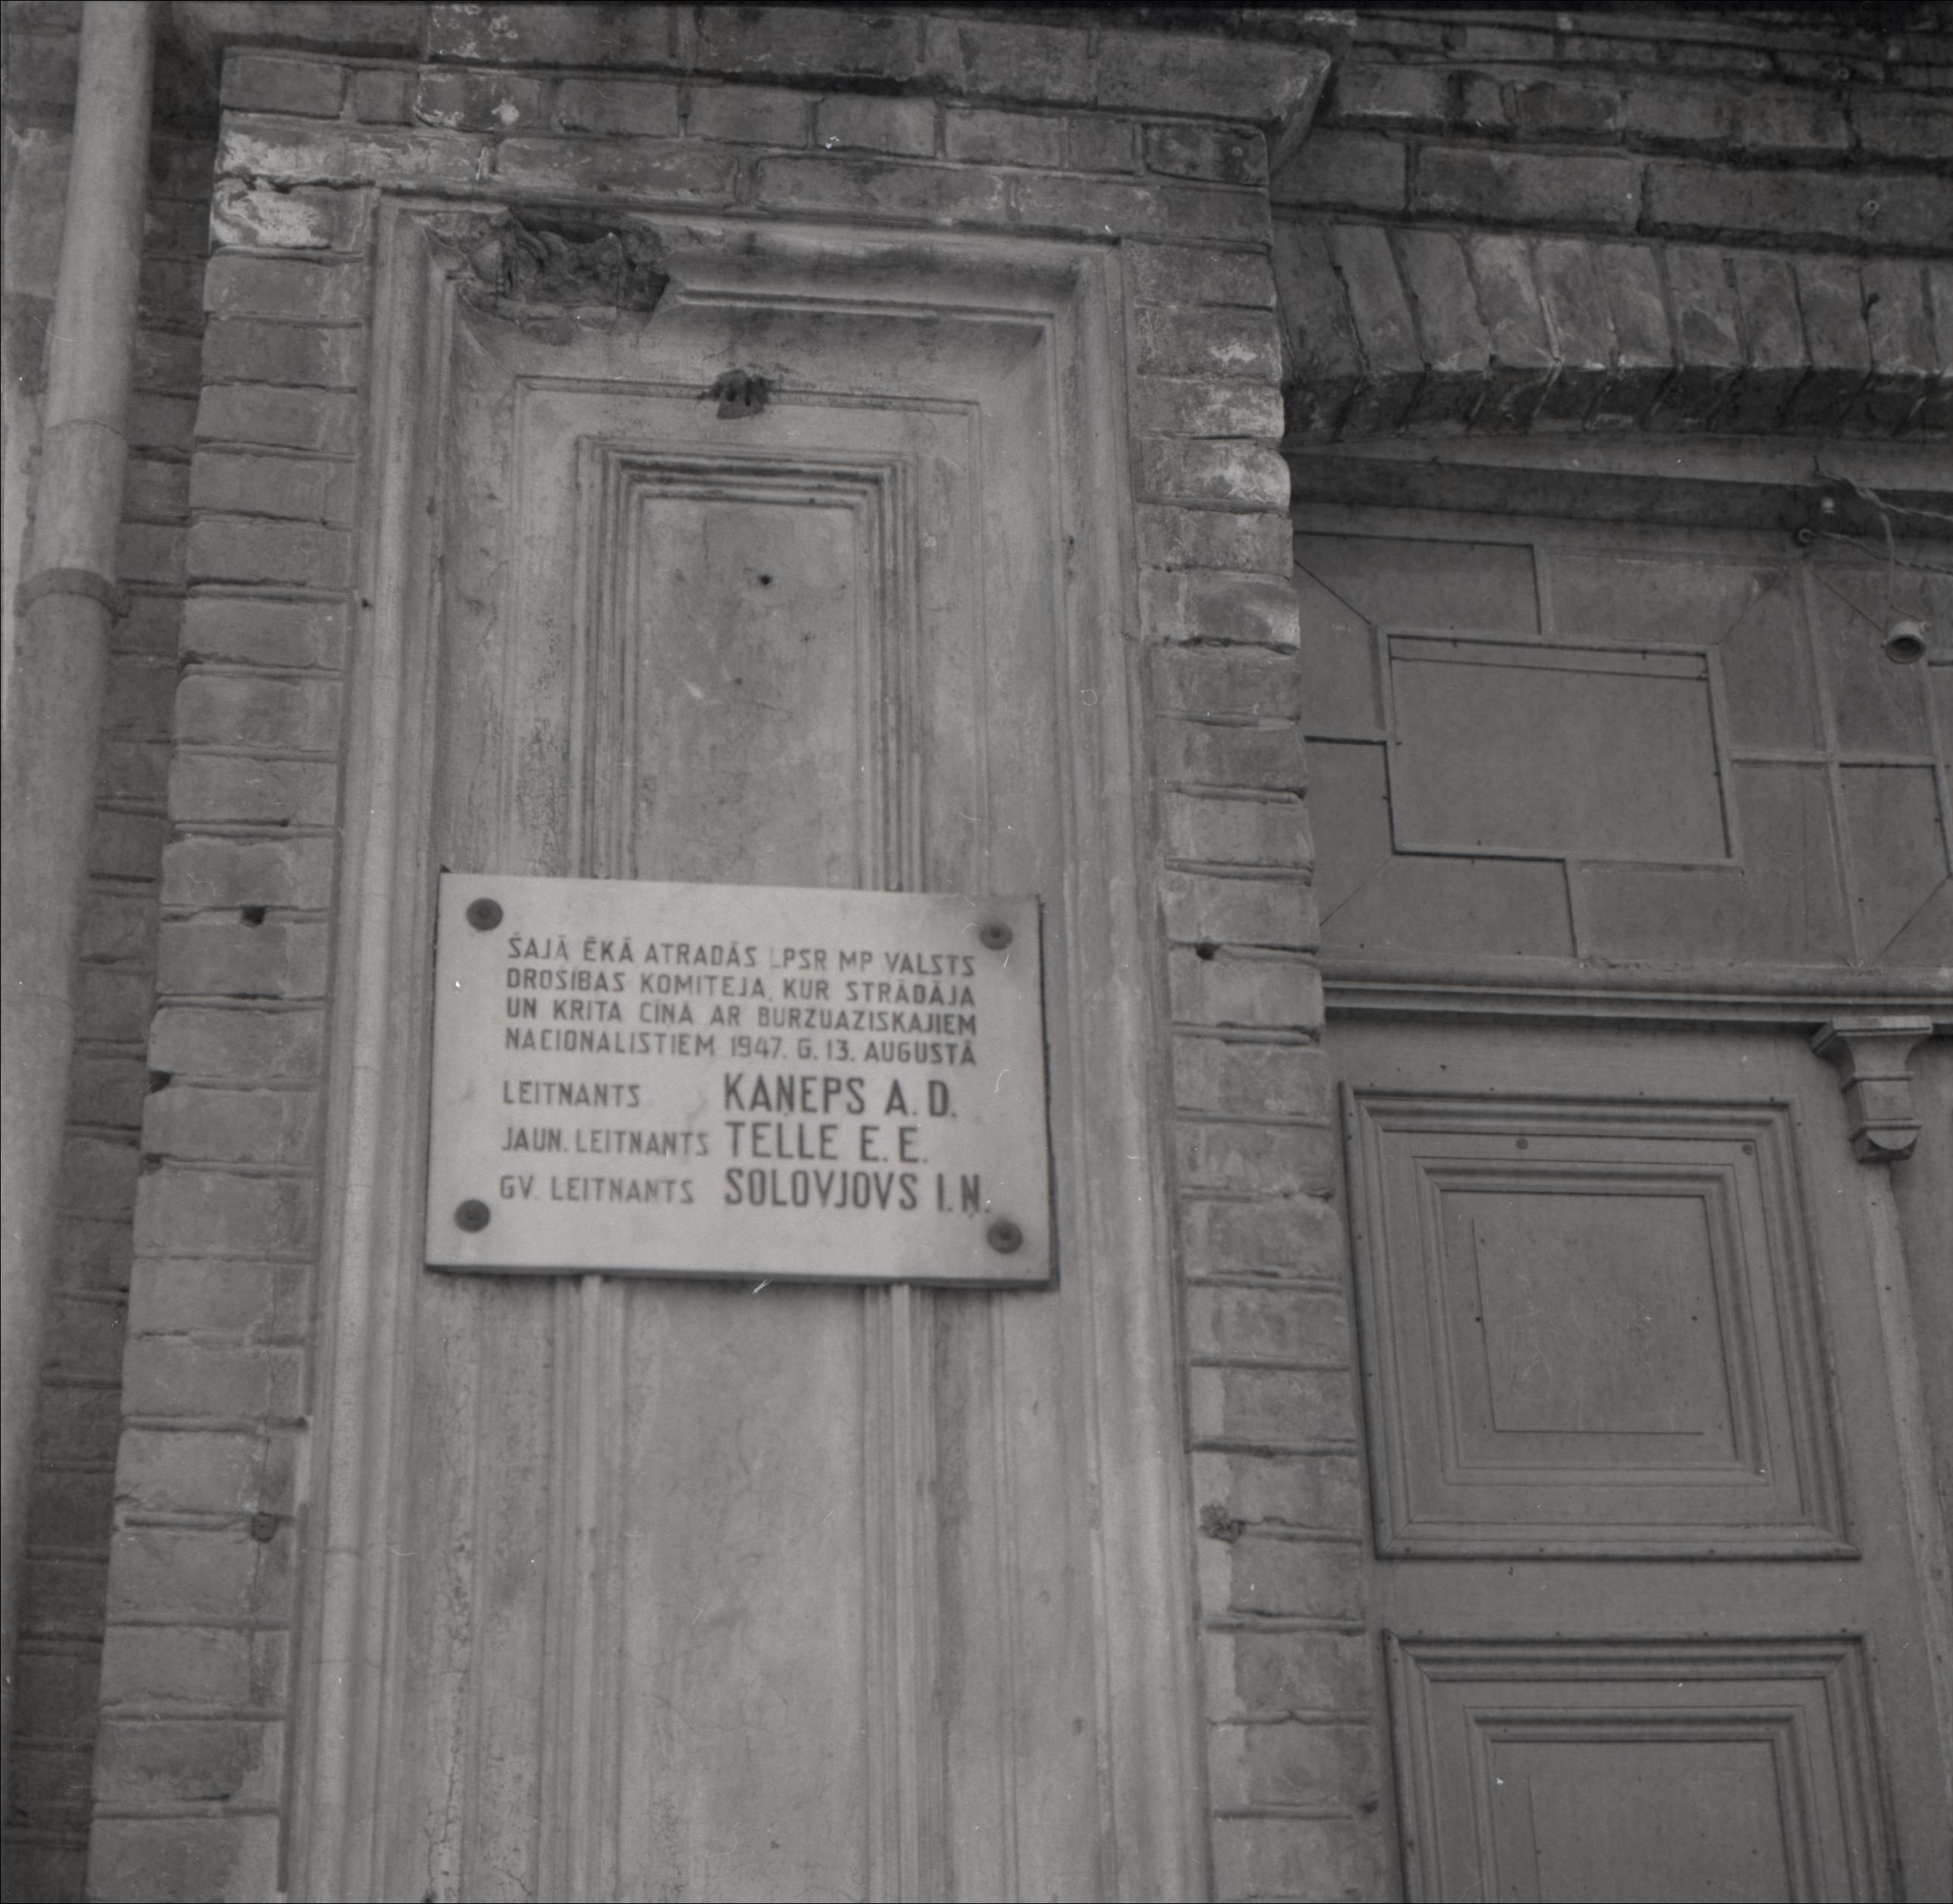 ŠAJĀ ĒKĀ ATRADĀS LPSR MP VALSTS
DROŠĪBAS KOMITEJA, KUR STRĀDĀJA
UN KRITA CĪŅĀ AR BURŽUĀZISKAJIEM
NACIONĀLISTIEM 1947. G. 13. AUGUSTĀ
LEITNANTS KAŅEPS A. D.
JAUN. LEITNANTS TELLE E. E.
GV. LEITNANTS SOLOVJOVS I. Ņ.